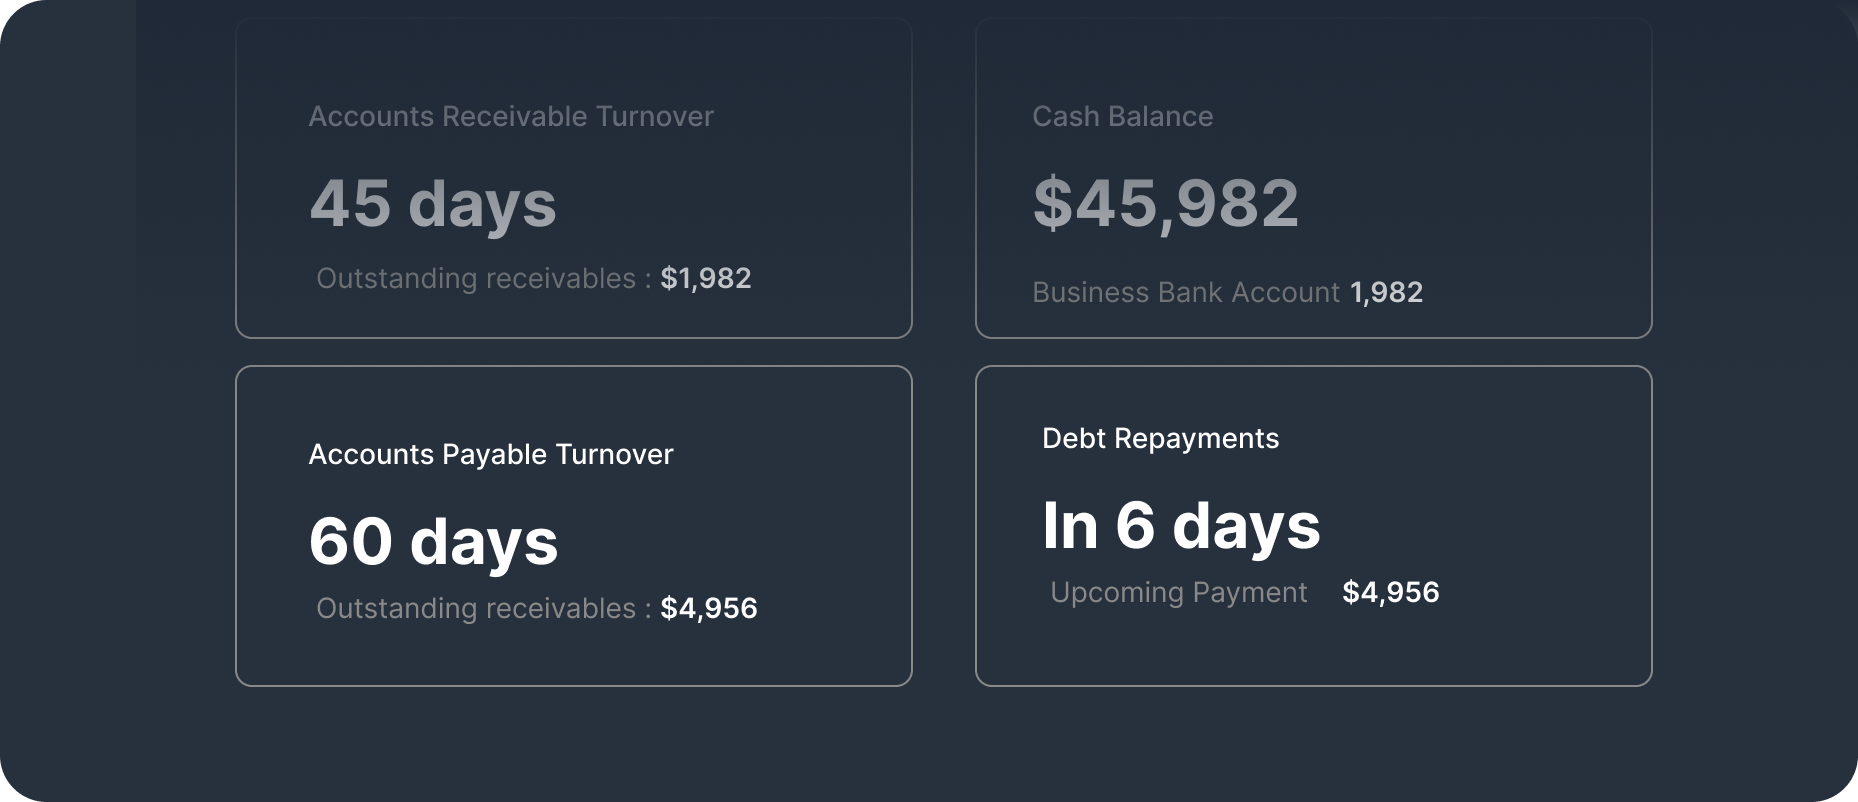 Accounts Receivable Turnover
45 days
Outstanding receivables : $1,982
Cash Balance
$45,982
Business Bank Account 1,982
Accounts Payable Turnover
60 days
Outstanding receivables : $4,956
Debt Repayments
In 6 days
Upcoming Payment $4,956